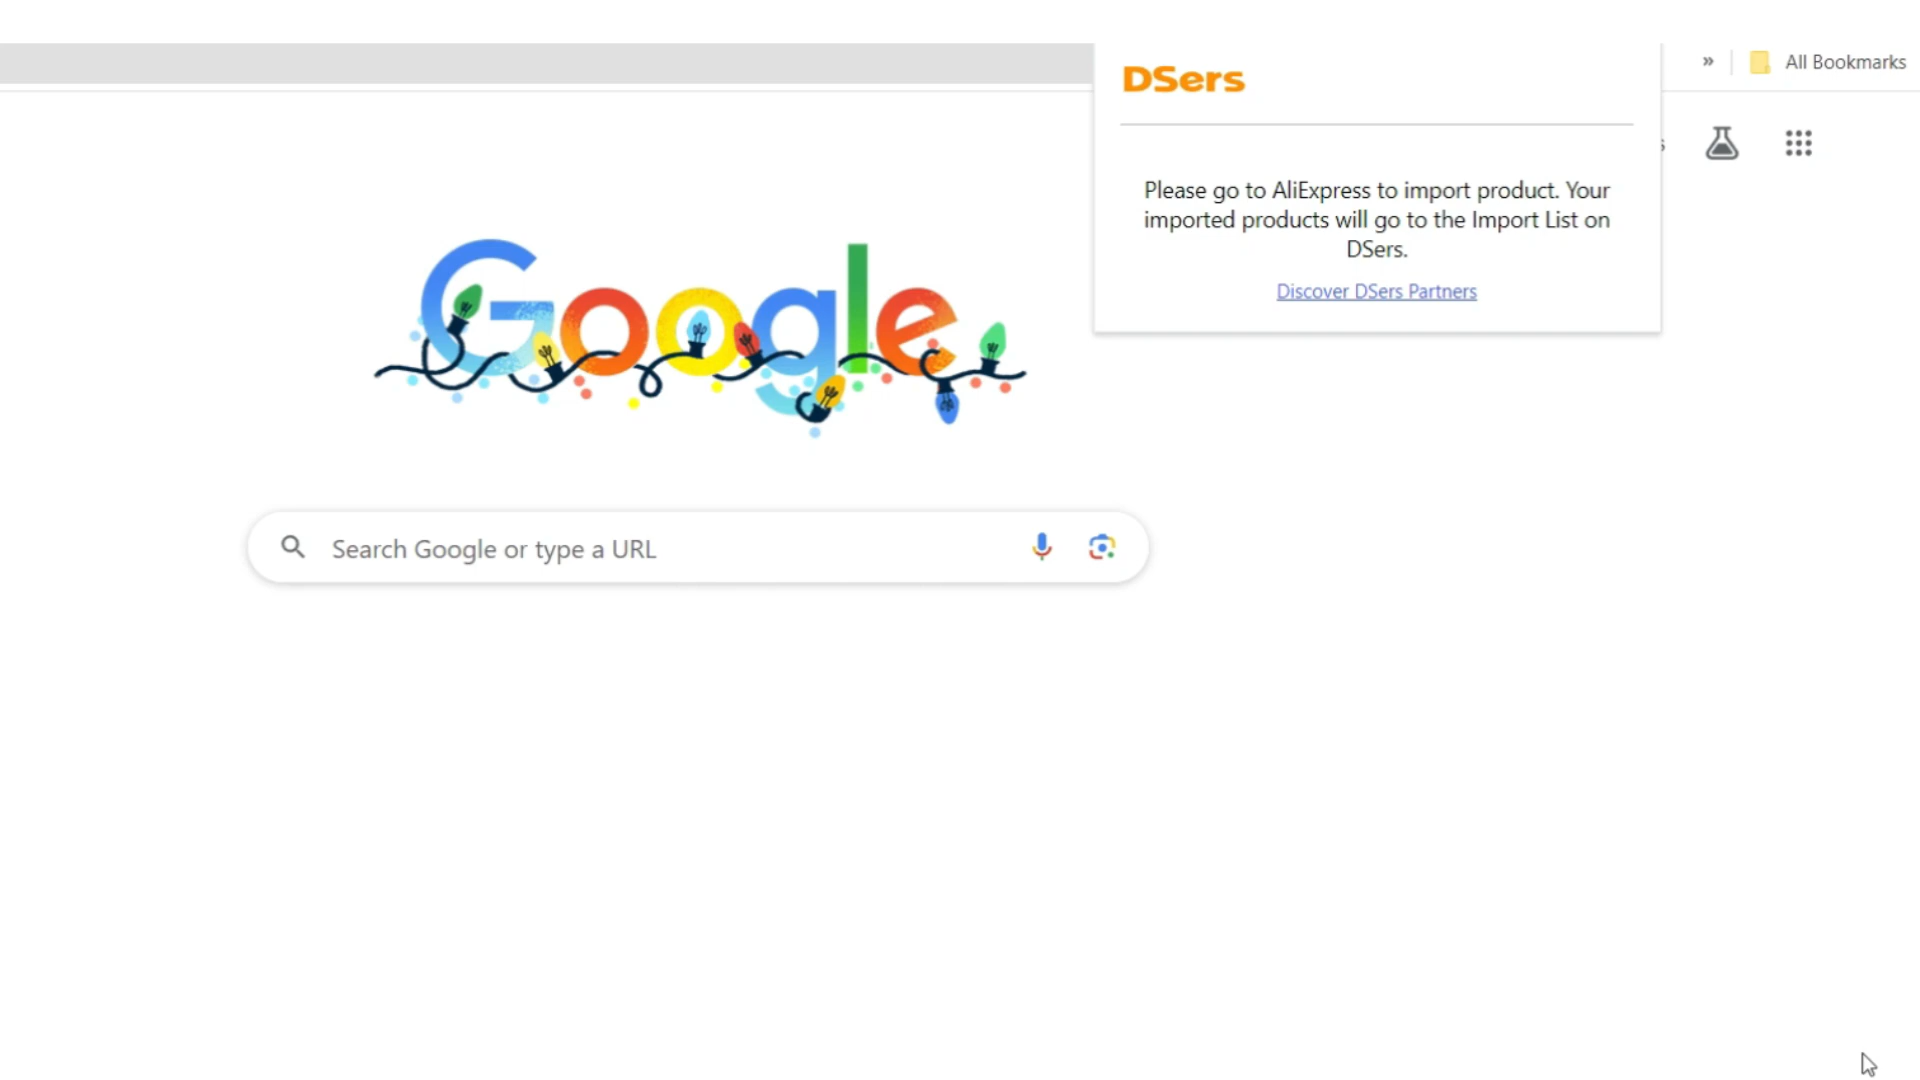 DSers
» All Bookmarks
s
Please go to AliExpress to import product. Your
imported products will go to the Import List on
DSers.
Discover DSers Partners
Google
Search Google or type a URL